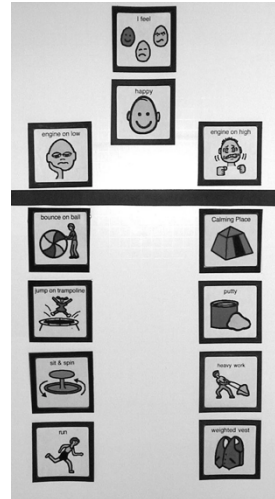 I feel
happy
engine on low
engine on high
bounce on ball
Calming Place
jump on trampoline
putty
sit & spin
heavy work
run
weighted vest